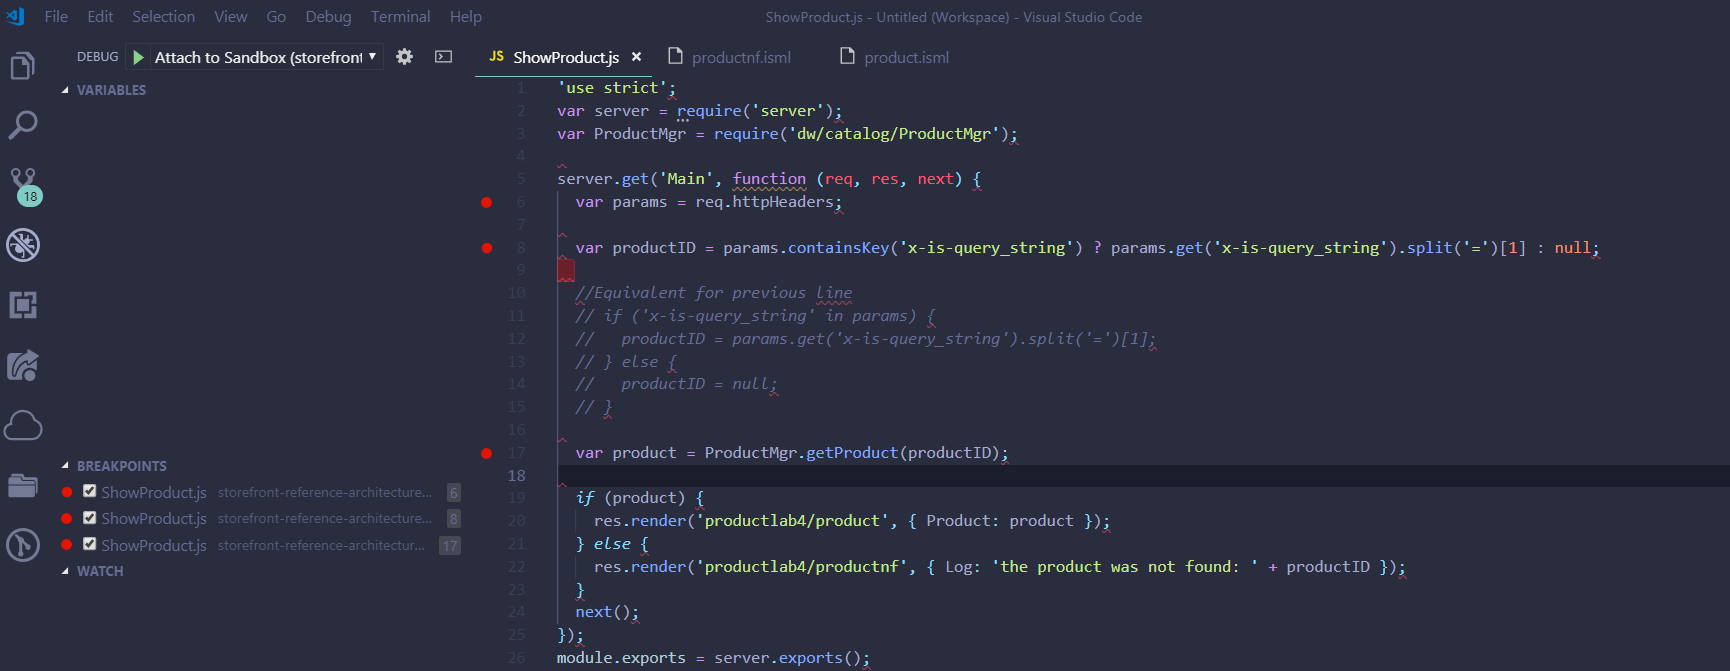 File Edit Selection View Go Debug Terminal Help
ShowProduct.js - Untitled (Workspace) - Visual Studio Code
DEBUG Attach to Sandbox (storefront
JS ShowProduct.js × productnf.isml product.isml
18
VARIABLES
BREAKPOINTS
ShowProduct.js storefront-reference-architecture... 6
ShowProduct.js storefront-reference-architecture... 8
ShowProduct.js storefront-reference-architectur... 17
WATCH
1 'use strict';
2 var server = require('server');
3 var ProductMgr = require('dw/catalog/ProductMgr');
4
5 server.get('Main', function (req, res, next) {
6 var params = req.httpHeaders;
7
8 var productID = params.containsKey('x-is-query_string') ? params.get('x-is-query_string').split('=')[1] : null;
9
10 //Equivalent for previous line
11 // if ('x-is-query_string' in params) {
12 // productID = params.get('x-is-query_string').split('=')[1];
13 // } else {
14 // productID = null;
15 // }
16
17 var product = ProductMgr.getProduct(productID);
18
19 if (product) {
20 res.render('productlab4/product', { Product: product });
21 } else {
22 res.render('productlab4/productnf', { Log: 'the product was not found: ' + productID });
23 }
24 next();
25 });
26 module.exports = server.exports();